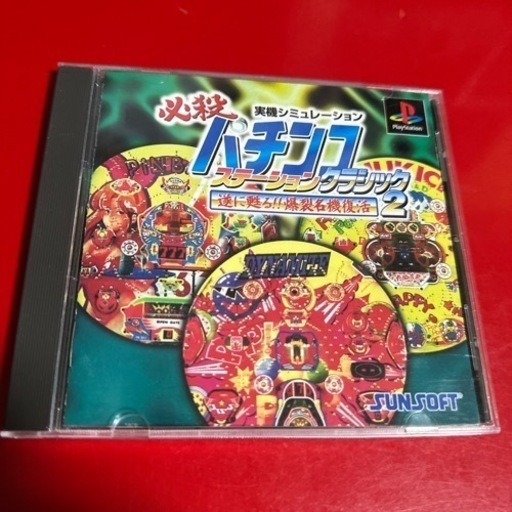 実機シミュレーション
必殺
パチンコ
ステーションクラシック2
遂に甦る!!爆裂名機復活
PlayStation
DYNAMITE
SUNSOFT